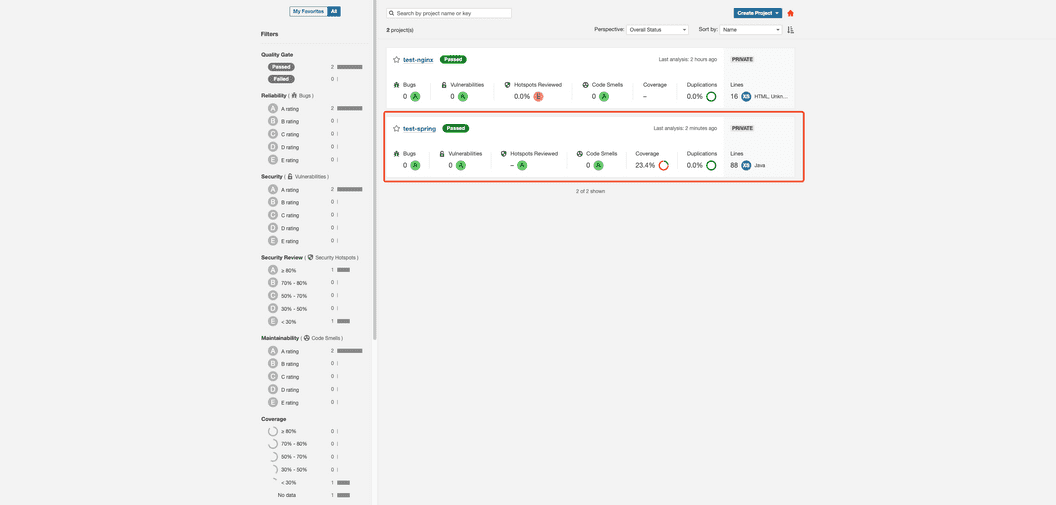 My Favorites All
Filters
Quality Gate
Passed 2
Failed 0
Reliability ( Bugs )
A A rating 2
B B rating 0
C C rating 0
D D rating 0
E E rating 0
Security ( Vulnerabilities )
A A rating 2
B B rating 0
C C rating 0
D D rating 0
E E rating 0
Security Review ( Security Hotspots )
A ≥ 80% 1
B 70% - 80% 0
C 50% - 70% 0
D 30% - 50% 0
E < 30% 1
Maintainability ( Code Smells )
A A rating 2
B B rating 0
C C rating 0
D D rating 0
E E rating 0
Coverage
≥ 80% 0
70% - 80% 0
50% - 70% 0
30% - 50% 0
< 30% 1
No data 1
Search by project name or key
Create Project
2 project(s)
Perspective: Overall Status
Sort by: Name
test-nginx Passed
Last analysis: 2 hours ago
PRIVATE
Bugs Vulnerabilities Hotspots Reviewed Code Smells Coverage Duplications Lines
0 A 0 A 0.0% E 0 A – 0.0% 16 XS HTML, Unkn...
test-spring Passed
Last analysis: 2 minutes ago
PRIVATE
Bugs Vulnerabilities Hotspots Reviewed Code Smells Coverage Duplications Lines
0 A 0 A – A 0 A 23.4% 0.0% 88 XS Java
2 of 2 shown